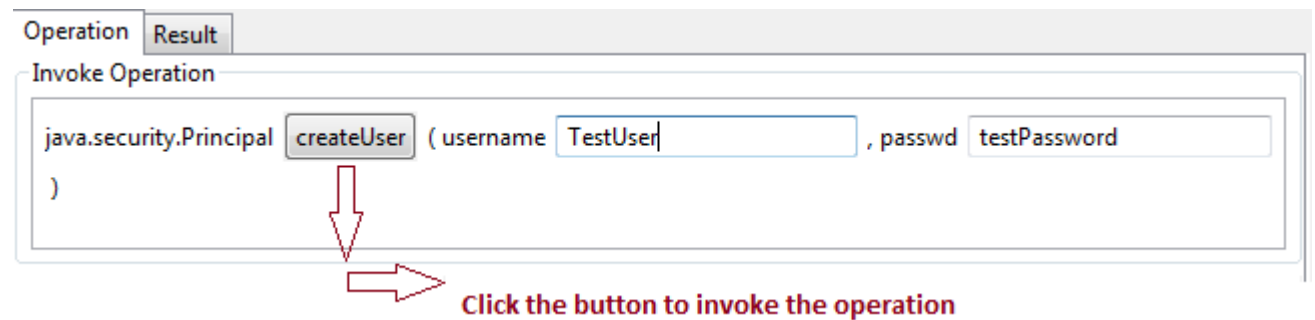 Operation Result
Invoke Operation
java.security.Principal createUser ( username TestUser , passwd testPassword
)
Click the button to invoke the operation